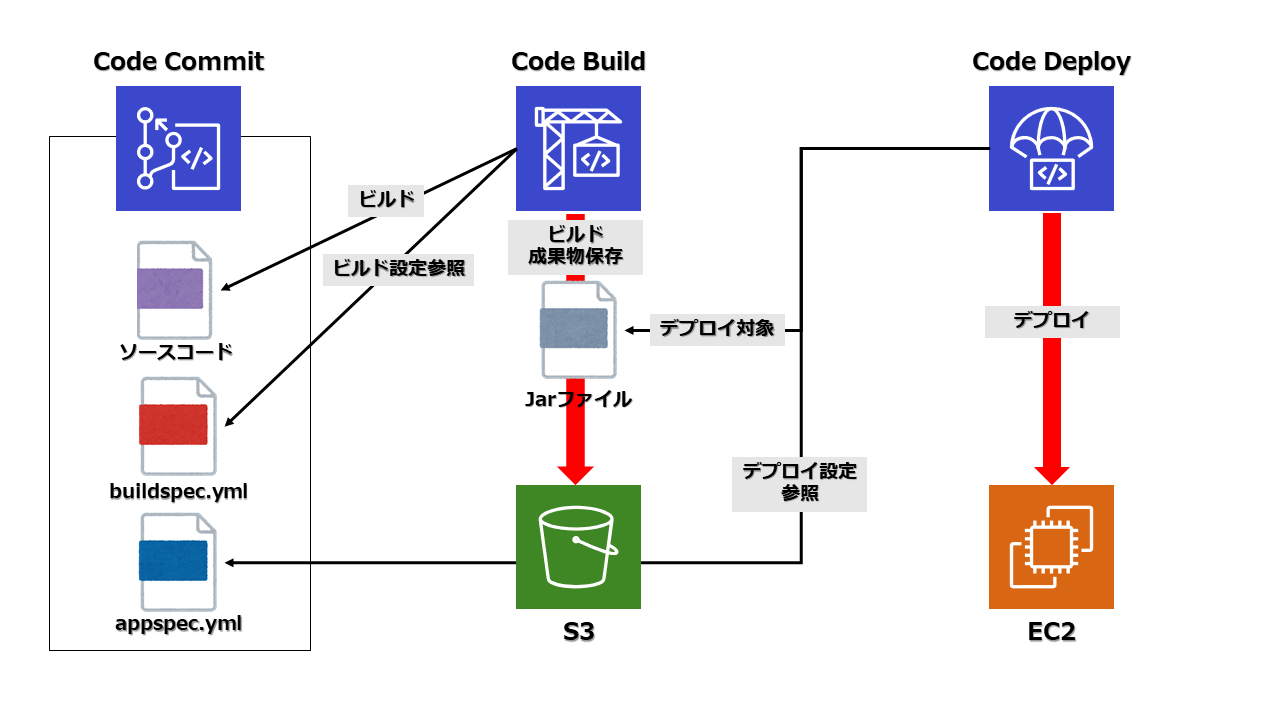 Code Commit
Code Build
Code Deploy
ビルド
ビルド
成果物保存
ビルド設定参照
デプロイ
デプロイ対象
ソースコード
Jarファイル
デプロイ設定
参照
buildspec.yml
appspec.yml
S3
EC2